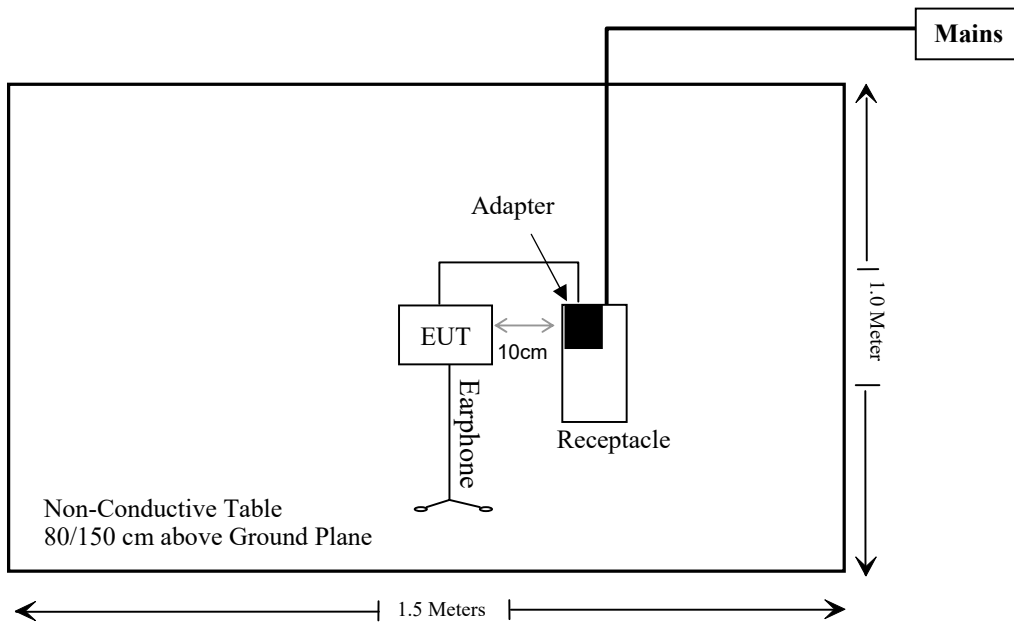 Mains
Adapter
EUT
10cm
Earphone
Receptacle
1.0 Meter
Non-Conductive Table
80/150 cm above Ground Plane
1.5 Meters